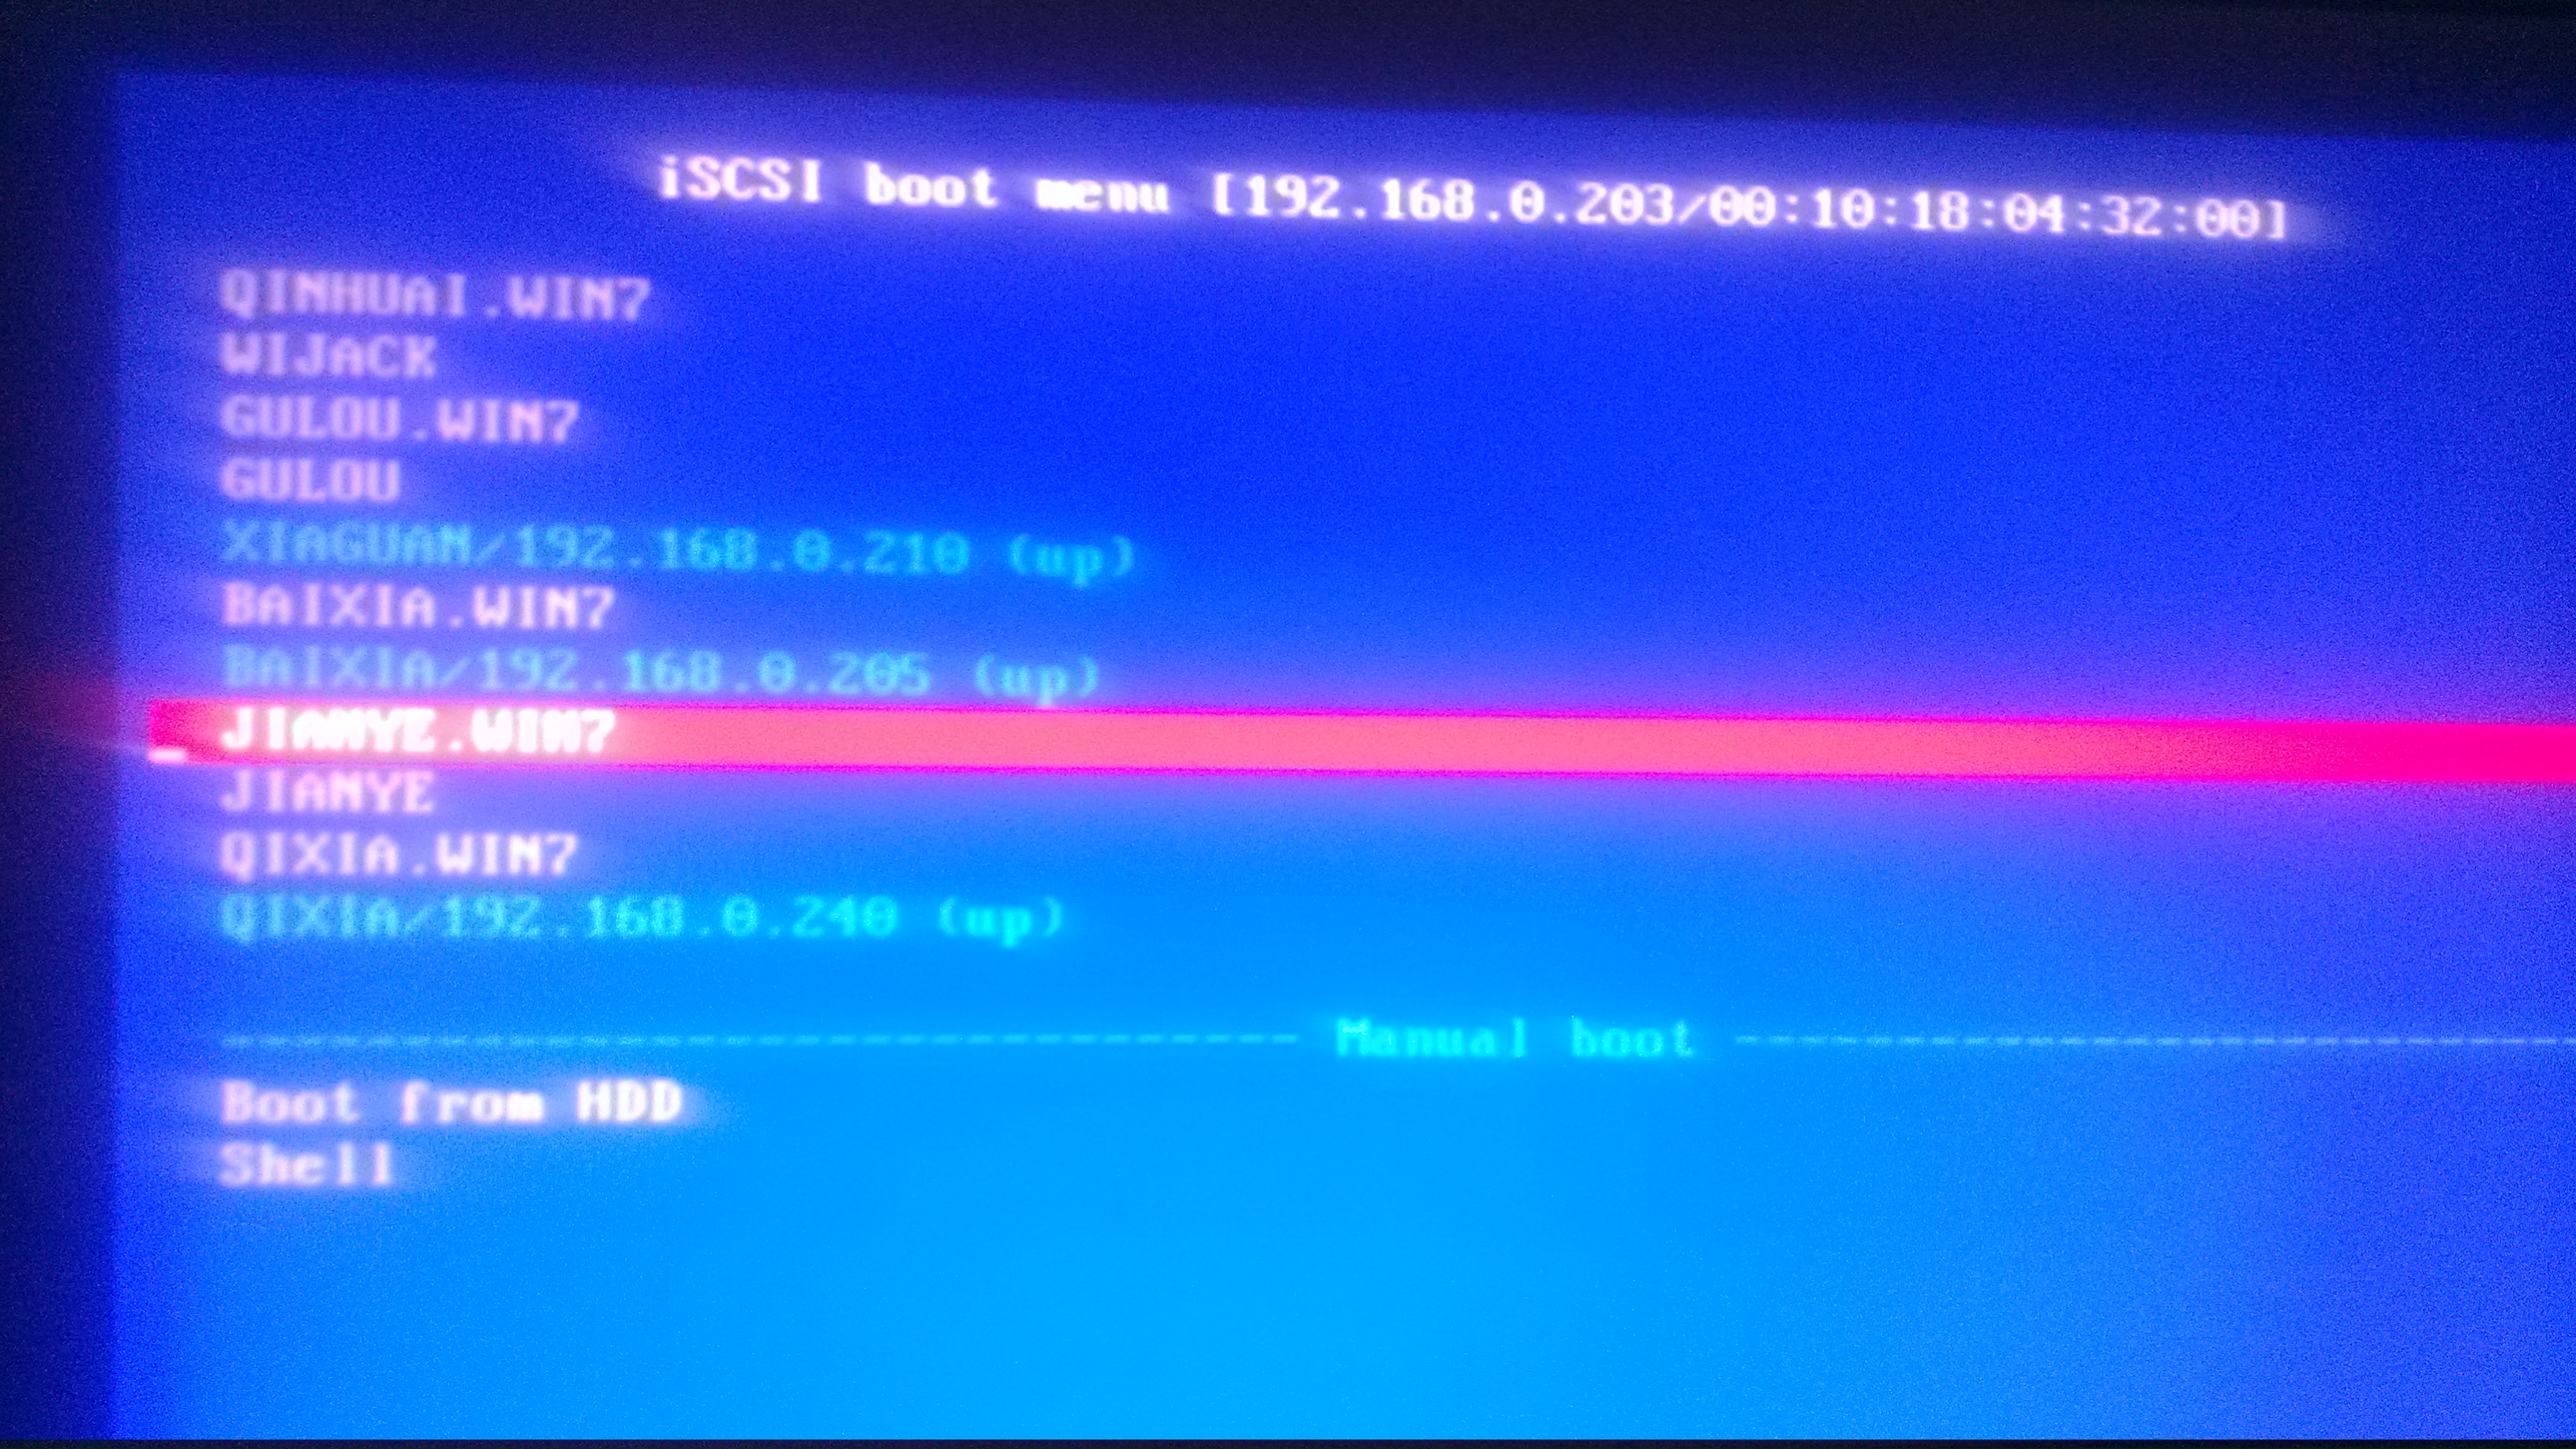 iSCSI boot menu [192.168.0.203/00:10:18:04:32:00]
QINHUAI.WIN7
WIJACK
GULOU.WIN7
GULOU
XIAGUAN/192.168.0.210 (up)
BAIXIA.WIN7
BAIXIA/192.168.0.205 (up)
JIANYE.WIN7
JIANYE
QIXIA.WIN7
QIXIA/192.168.0.240 (up)
------------------------------ Manual boot ------------------------
Boot from HDD
Shell